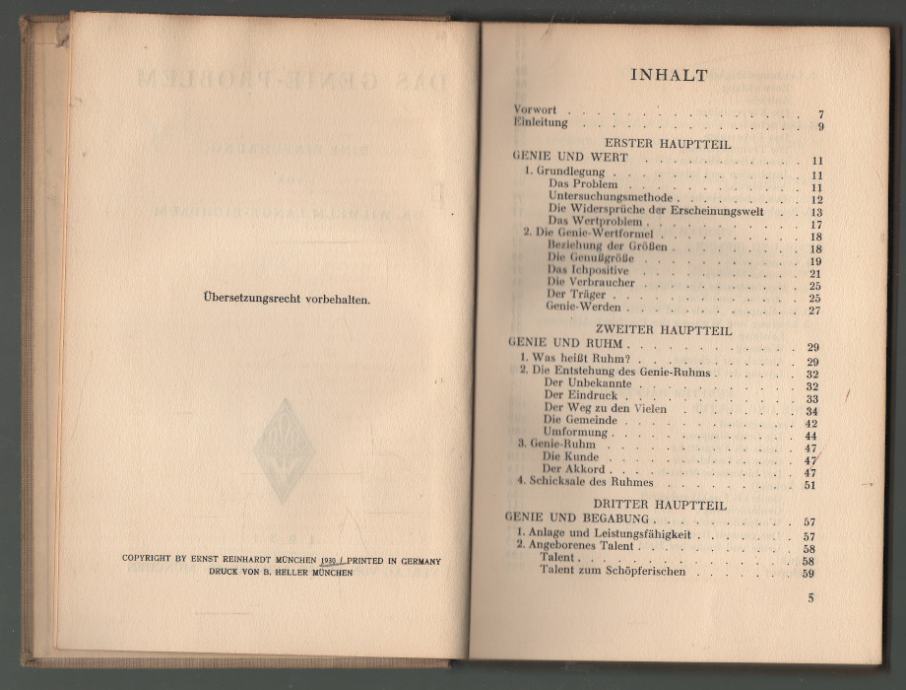 Übersetzungsrecht vorbehalten.
COPYRIGHT BY ERNST REINHARDT MÜNCHEN 1930 / PRINTED IN GERMANY
DRUCK VON B. HELLER MÜNCHEN
INHALT
Vorwort . . . . . . . . . . . . . . . 7
Einleitung . . . . . . . . . . . . . . 9
ERSTER HAUPTTEIL
GENIE UND WERT . . . . . . . . . . 11
1. Grundlegung . . . . . . . . . . . 11
Das Problem . . . . . . . . . . . 11
Untersuchungsmethode . . . . . . . . 12
Die Widersprüche der Erscheinungswelt . . 13
Das Wertproblem . . . . . . . . . . 17
2. Die Genie-Wertformel . . . . . . . . 18
Beziehung der Größen . . . . . . . . 18
Die Genußgröße . . . . . . . . . . 19
Das Ichpositive . . . . . . . . . . 21
Die Verbraucher . . . . . . . . . . 25
Der Träger . . . . . . . . . . . 25
Genie-Werden . . . . . . . . . . 27
ZWEITER HAUPTTEIL
GENIE UND RUHM . . . . . . . . . . 29
1. Was heißt Ruhm? . . . . . . . . . 29
2. Die Entstehung des Genie-Ruhms . . . . . 32
Der Unbekannte . . . . . . . . . . 32
Der Eindruck . . . . . . . . . . . 33
Der Weg zu den Vielen . . . . . . . . 34
Die Gemeinde . . . . . . . . . . 42
Umformung . . . . . . . . . . . 44
3. Genie-Ruhm . . . . . . . . . . . 47
Die Kunde . . . . . . . . . . . 47
Der Akkord . . . . . . . . . . . 47
4. Schicksale des Ruhmes . . . . . . . . 51
DRITTER HAUPTTEIL
GENIE UND BEGABUNG . . . . . . . . . 57
1. Anlage und Leistungsfähigkeit . . . . . . 57
2. Angeborenes Talent . . . . . . . . . 58
Talent . . . . . . . . . . . . . 58
Talent zum Schöpferischen . . . . . . . 59
5